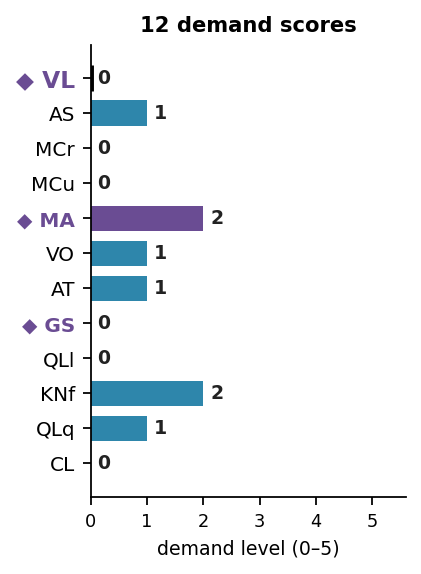 12 demand scores
◆ VL 0
AS 1
MCr 0
MCu 0
◆ MA 2
VO 1
AT 1
◆ GS 0
QLl 0
KNf 2
QLq 1
CL 0
0 1 2 3 4 5
demand level (0–5)